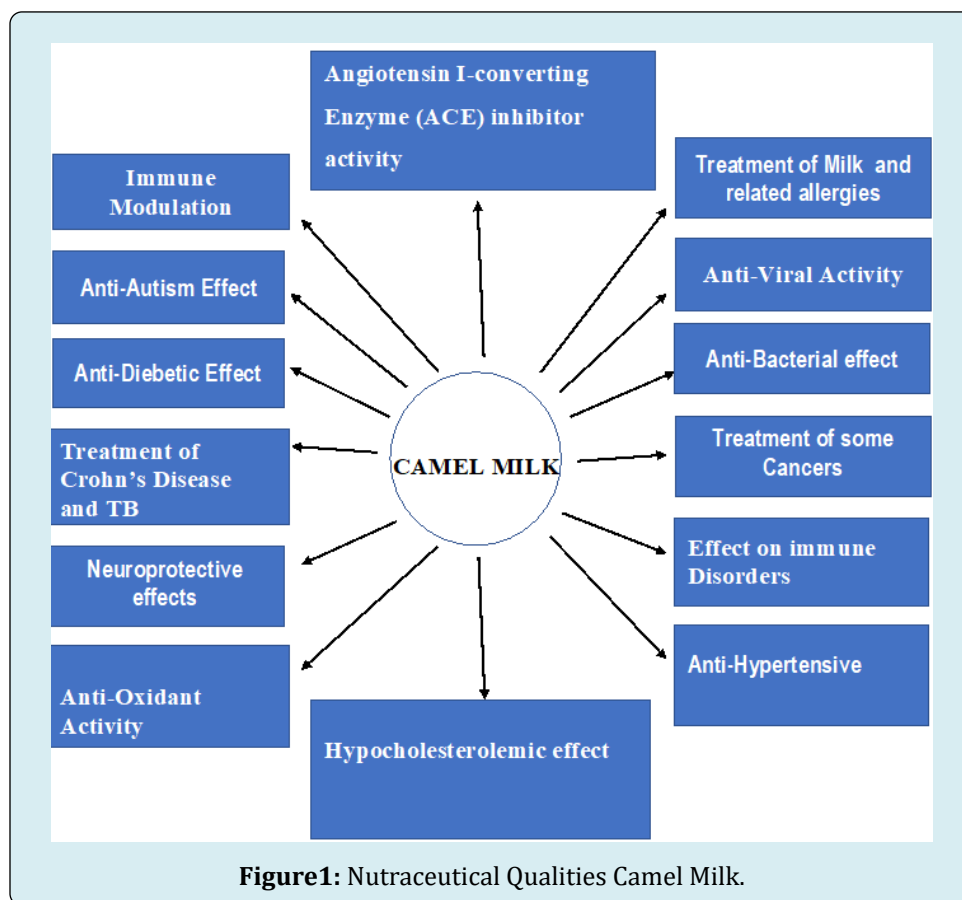 Angiotensin I-converting
Enzyme (ACE) inhibitor
activity
Immune
Modulation
Anti-Autism Effect
Anti-Diebetic Effect
Treatment of
Crohn's Disease
and TB
Neuroprotective
effects
Anti-Oxidant
Activity
CAMEL MILK
Treatment of Milk and
related allergies
Anti-Viral Activity
Anti-Bacterial effect
Treatment of some
Cancers
Effect on immune
Disorders
Anti-Hypertensive
Hypocholesterolemic effect
Figure1: Nutraceutical Qualities Camel Milk.